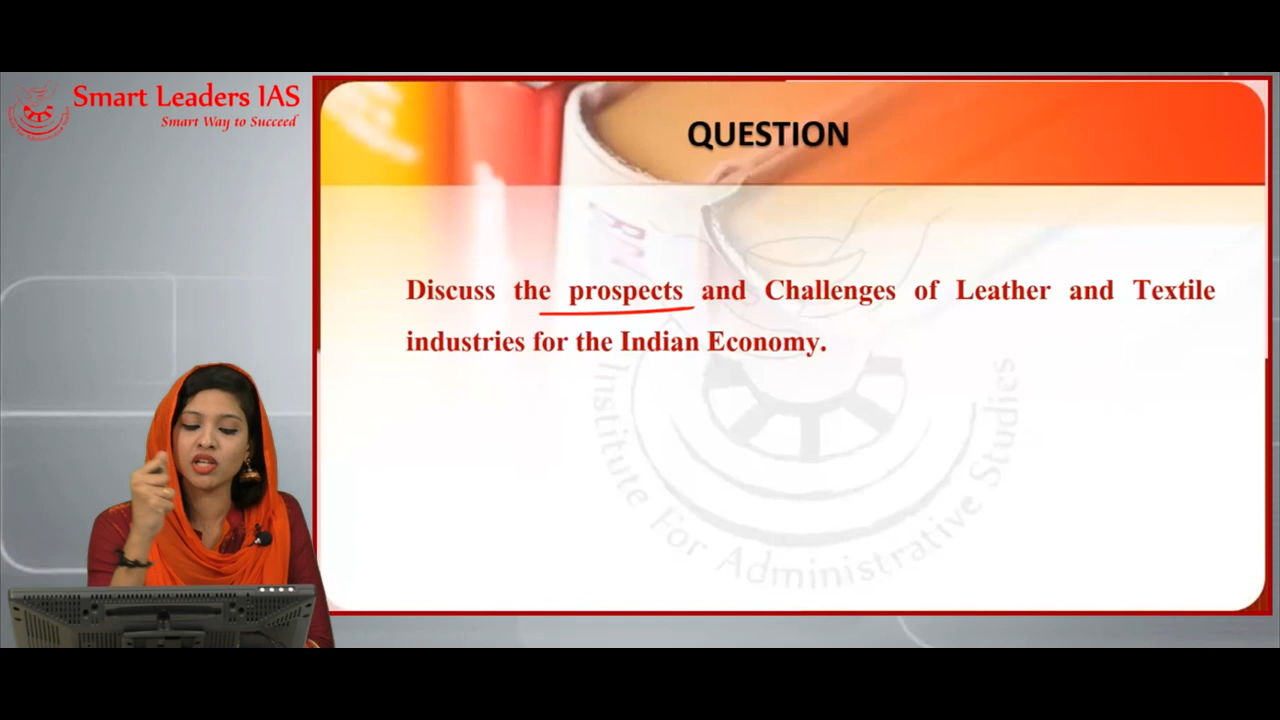 Smart Leaders IAS
Smart Way to Succeed
QUESTION
Discuss the prospects and Challenges of Leather and Textile
industries for the Indian Economy.
Institute For Administrative Studies